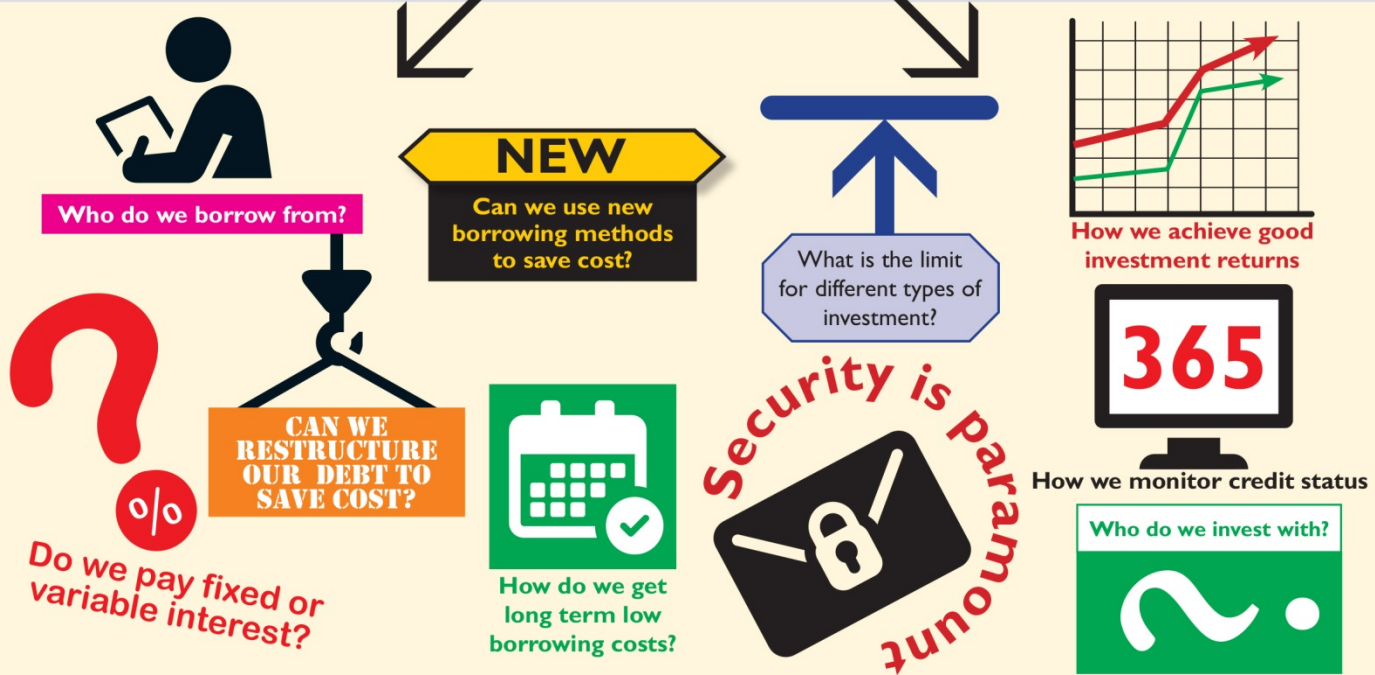 Who do we borrow from?
NEW
Can we use new
borrowing methods
to save cost?
What is the limit
for different types of
investment?
How we achieve good
investment returns
%
Do we pay fixed or
variable interest?
CAN WE
RESTRUCTURE
OUR DEBT TO
SAVE COST?
How do we get
long term low
borrowing costs?
Security is paramount
365
How we monitor credit status
Who do we invest with?